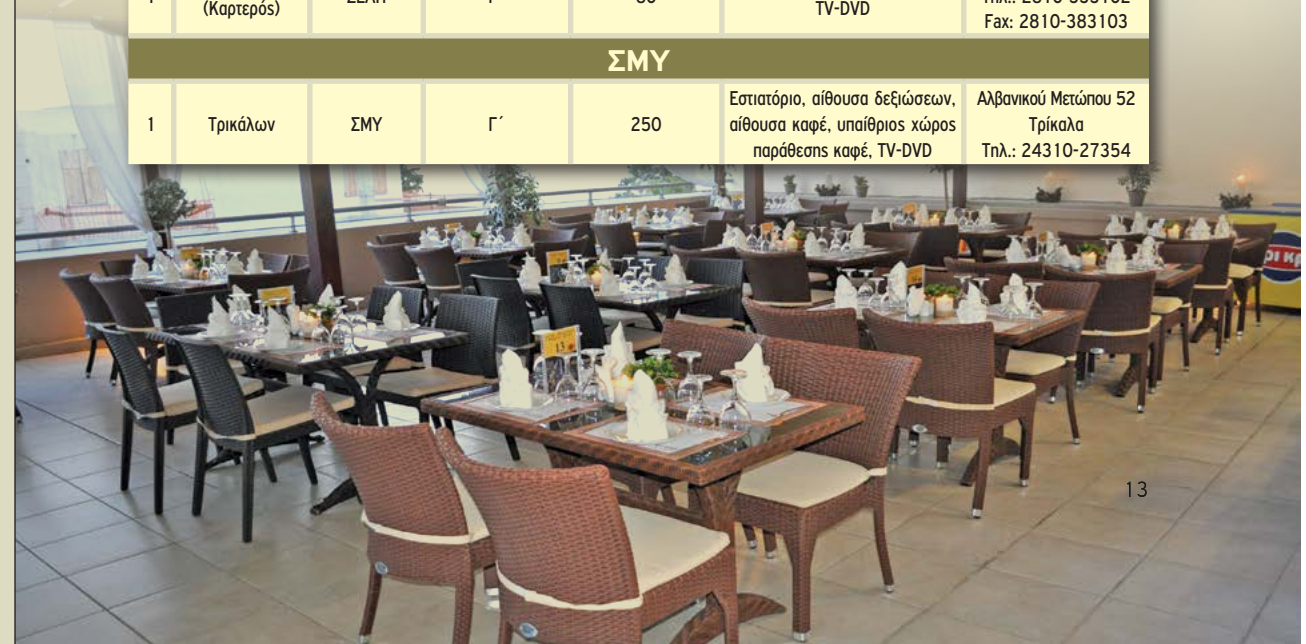 (Καρτερός)
TV-DVD
Fax: 2810-383103
ΣΜΥ
1 Τρικάλων ΣΜΥ Γ΄ 250 Εστιατόριο, αίθουσα δεξιώσεων, αίθουσα καφέ, υπαίθριος χώρος παράθεσης καφέ, TV-DVD Αλβανικού Μετώπου 52 Τρίκαλα Τηλ.: 24310-27354
13
13